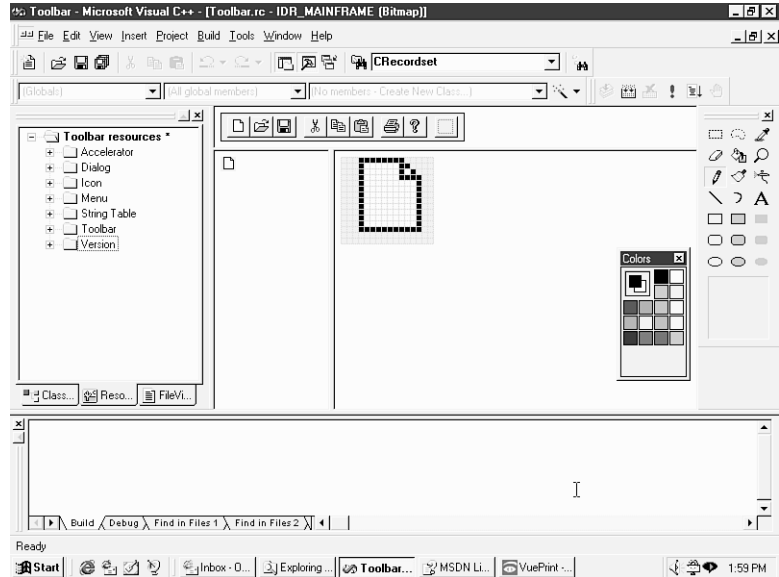 Toolbar - Microsoft Visual C++ - [Toolbar.rc - IDR_MAINFRAME (Bitmap)]
File Edit View Insert Project Build Tools Window Help
CRecordset
(Globals) (All global members) (No members - Create New Class...)
Toolbar resources *
Accelerator
Dialog
Icon
Menu
String Table
Toolbar
Version
A
Colors
Class... Reso... FileVi...
Build Debug Find in Files 1 Find in Files 2
Ready
Start Inbox - O... Exploring ... Toolbar... MSDN Li... VuePrint -... 1:59 PM